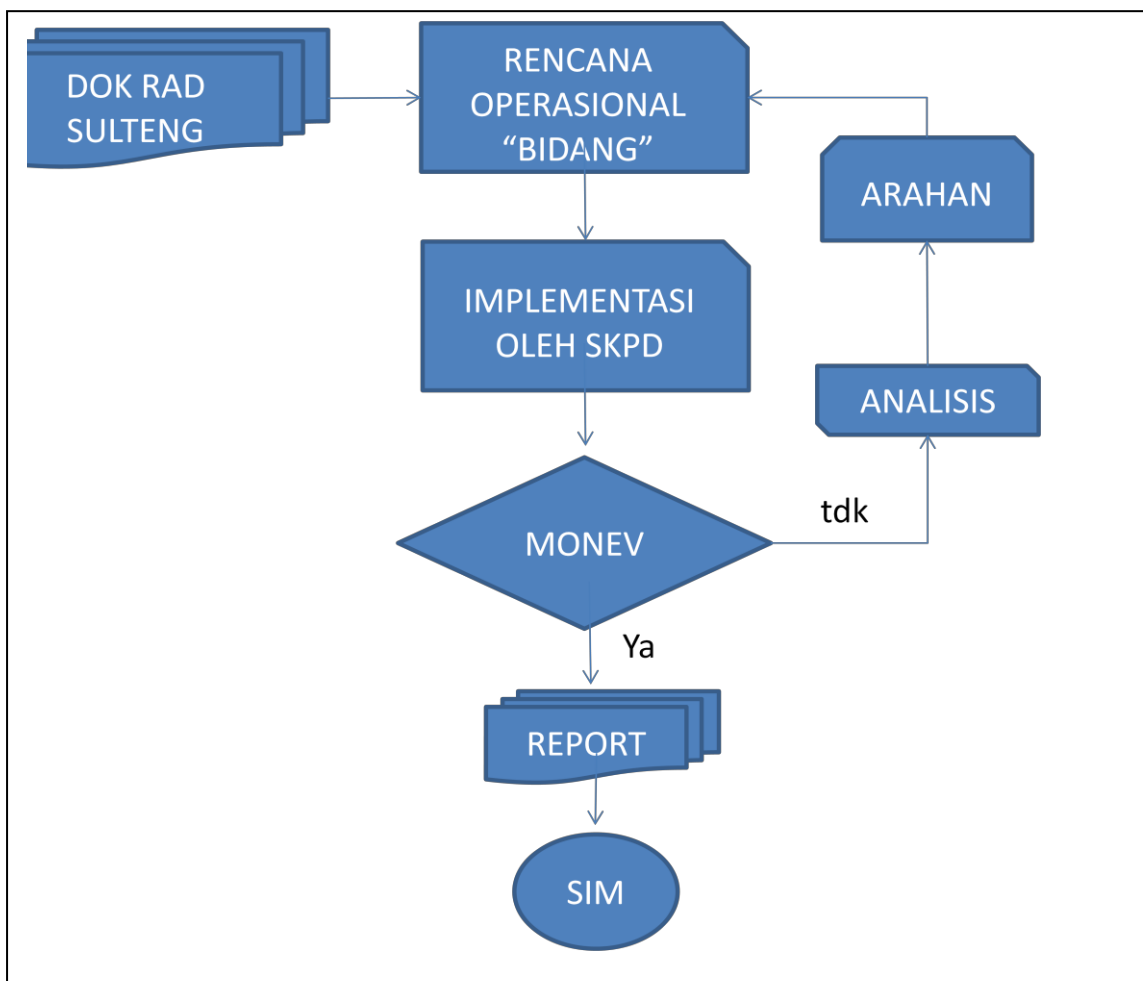 DOK RAD
SULTENG
RENCANA
OPERASIONAL
“BIDANG”
ARAHAN
IMPLEMENTASI
OLEH SKPD
ANALISIS
tdk
MONEV
Ya
REPORT
SIM